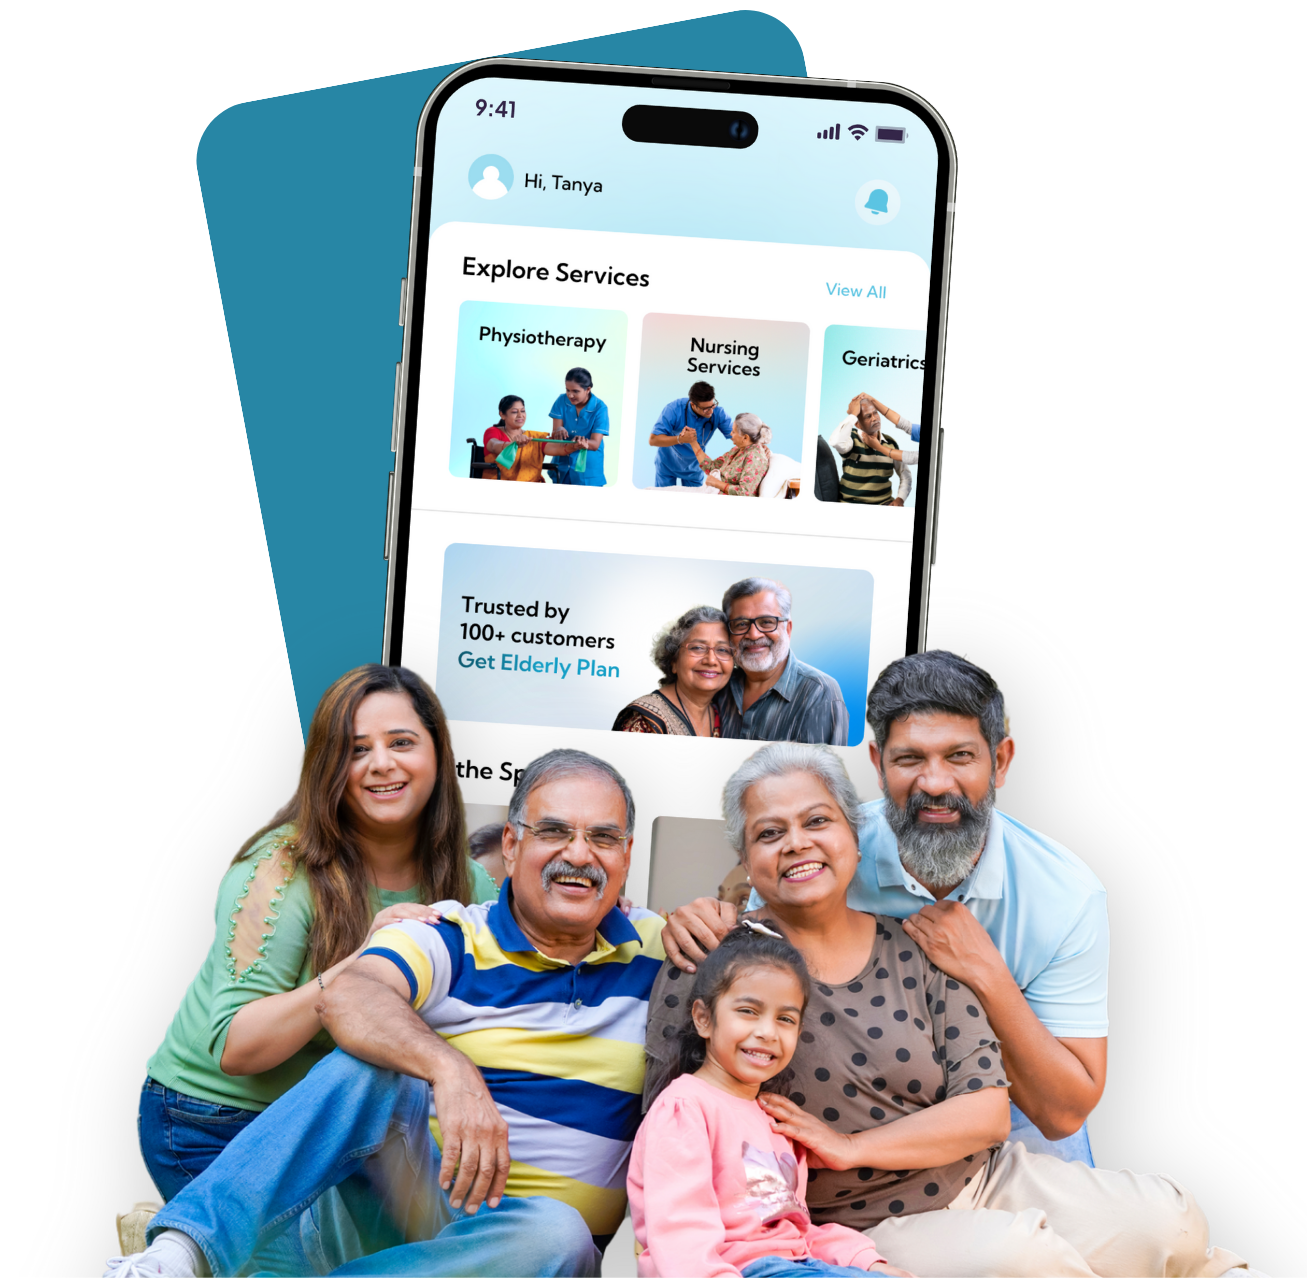 9:41
Hi, Tanya
Explore Services
View All
Physiotherapy
Nursing
Services
Geriatrics
Trusted by
100+ customers
Get Elderly Plan
the Sp